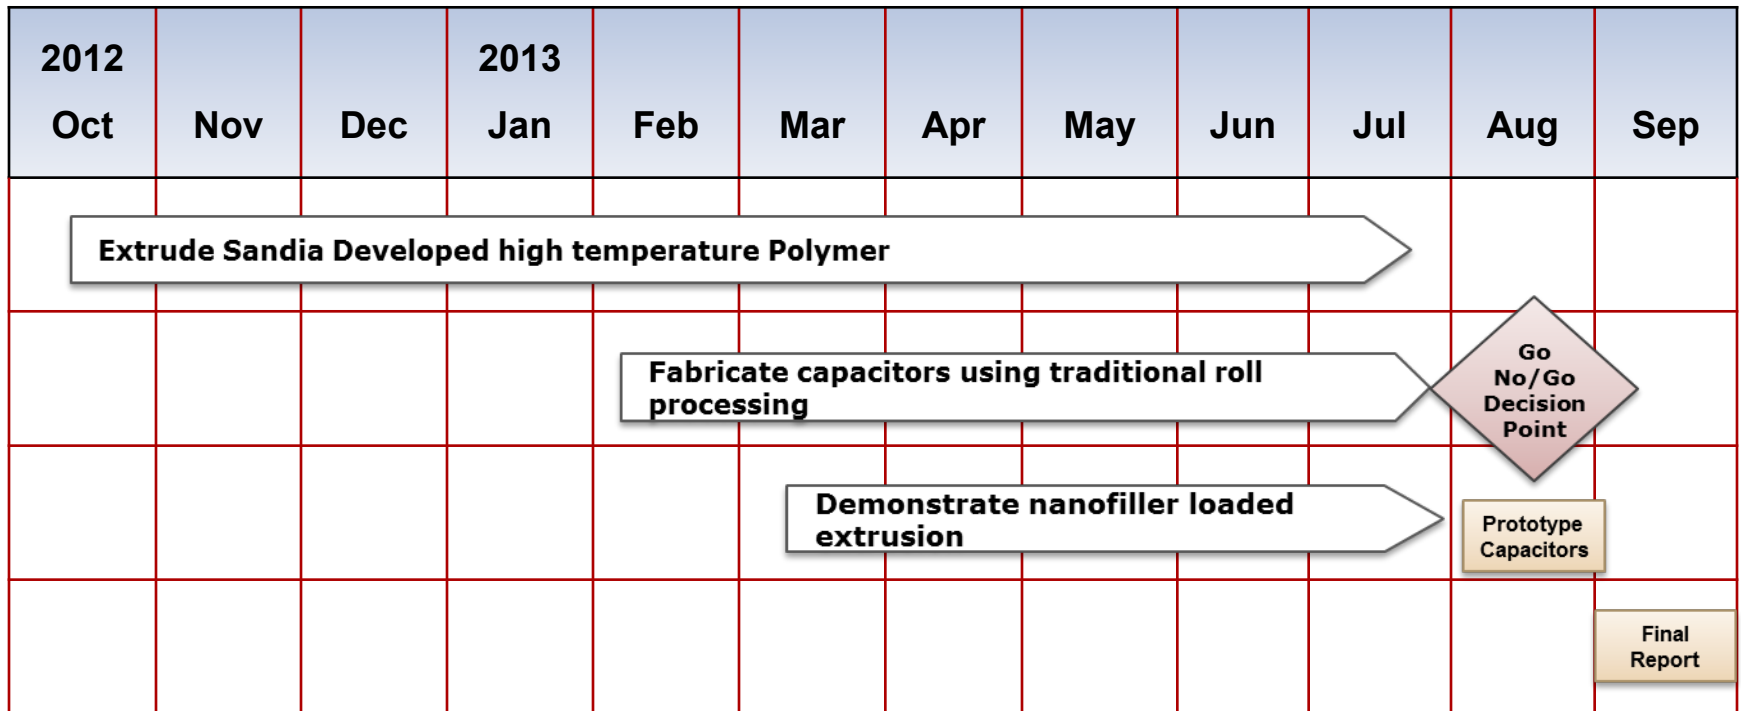 2012
2013
Oct Nov Dec Jan Feb Mar Apr May Jun Jul Aug Sep
Extrude Sandia Developed high temperature Polymer
Fabricate capacitors using traditional roll
processing
Go
No/Go
Decision
Point
Demonstrate nanofiller loaded
extrusion
Prototype
Capacitors
Final
Report